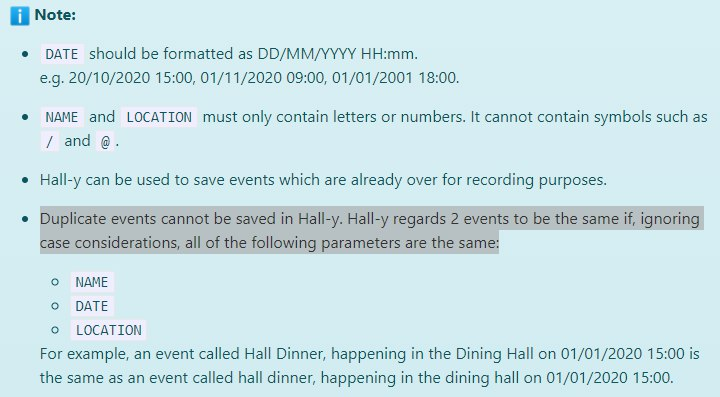 Note:
DATE should be formatted as DD/MM/YYYY HH:mm.
e.g. 20/10/2020 15:00, 01/11/2020 09:00, 01/01/2001 18:00.
NAME and LOCATION must only contain letters or numbers. It cannot contain symbols such as
/ and @.
Hall-y can be used to save events which are already over for recording purposes.
Duplicate events cannot be saved in Hall-y. Hall-y regards 2 events to be the same if, ignoring
case considerations, all of the following parameters are the same:
NAME
DATE
LOCATION
For example, an event called Hall Dinner, happening in the Dining Hall on 01/01/2020 15:00 is
the same as an event called hall dinner, happening in the dining hall on 01/01/2020 15:00.